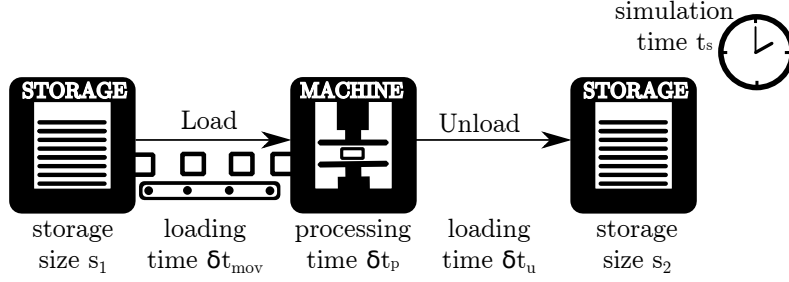 simulation
time tₛ
STORAGE
MACHINE
STORAGE
Load
Unload
storage
size s₁
loading
time δtₘₒᵥ
processing
time δtₚ
loading
time δtᵤ
storage
size s₂